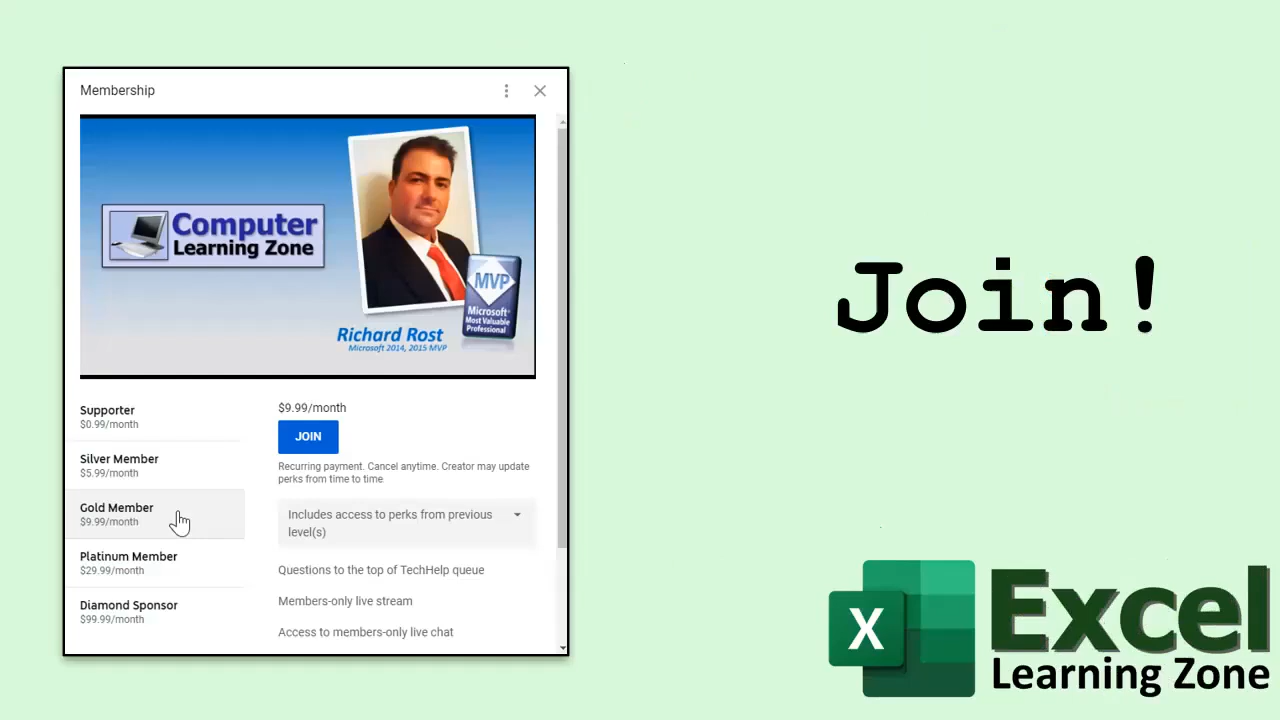 Membership
Computer
Learning Zone
MVP
Microsoft®
Most Valuable
Professional
Richard Rost
Microsoft 2014, 2015 MVP
Supporter
$0.99/month
Silver Member
$5.99/month
Gold Member
$9.99/month
Platinum Member
$29.99/month
Diamond Sponsor
$99.99/month
$9.99/month
JOIN
Recurring payment. Cancel anytime. Creator may update
perks from time to time
Includes access to perks from previous
level(s)
Questions to the top of TechHelp queue
Members-only live stream
Access to members-only live chat
Join!
X
Excel
Learning Zone